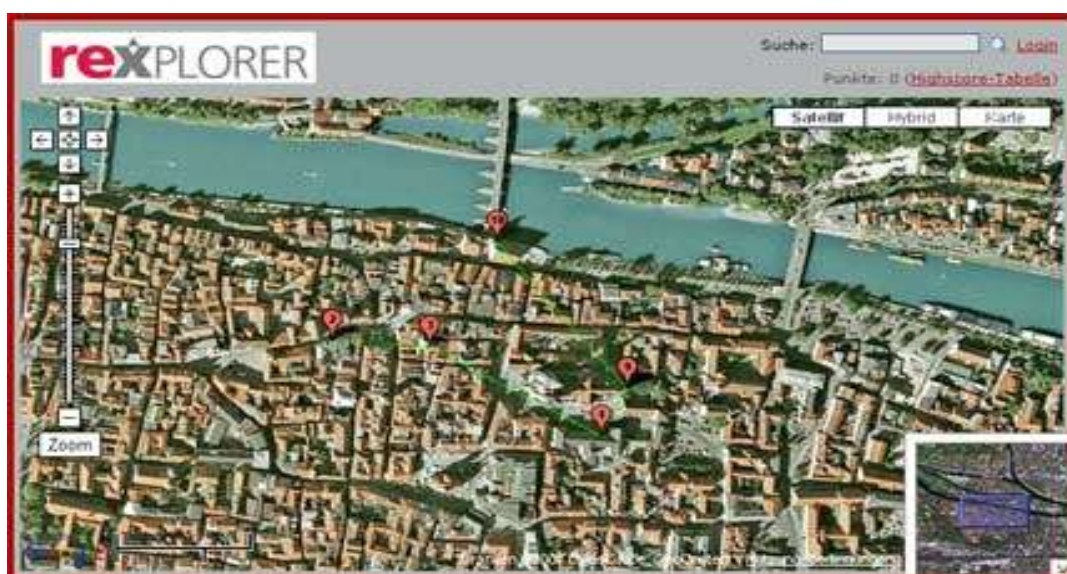 rexPLORER
Suche:
Login
Punkte: 0 (Highscore-Tabelle)
Satellit Hybrid Karte
Zoom